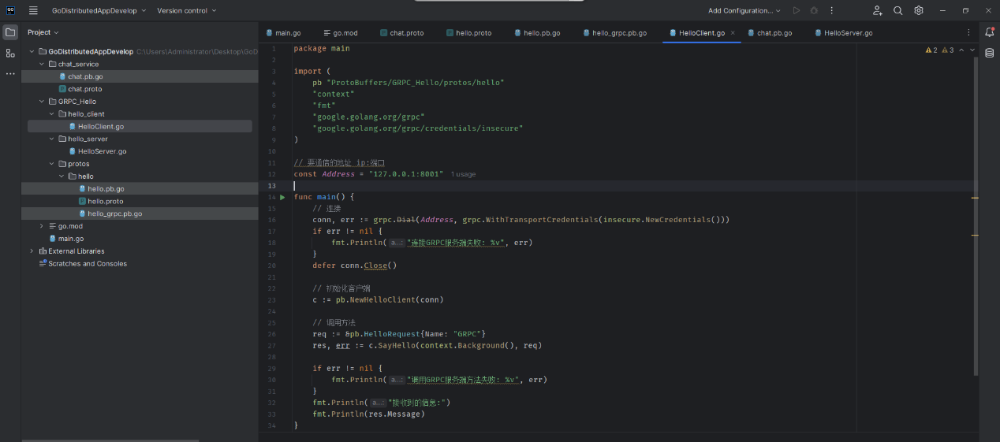 GO
GoDistributedAppDevelop
Version control
Add Configuration...
Project
main.go
go.mod
chat.proto
hello.proto
hello.pb.go
hello_grpc.pb.go
HelloClient.go
chat.pb.go
HelloServer.go
GoDistributedAppDevelop C:\Users\Administrator\Desktop\GoD
chat_service
chat.pb.go
chat.proto
GRPC_Hello
hello_client
HelloClient.go
hello_server
HelloServer.go
protos
hello
hello.pb.go
hello.proto
hello_grpc.pb.go
go.mod
main.go
External Libraries
Scratches and Consoles
2 3
1 package main
2
3 import (
4 pb "ProtoBuffers/GRPC_Hello/protos/hello"
5 "context"
6 "fmt"
7 "google.golang.org/grpc"
8 "google.golang.org/grpc/credentials/insecure"
9 )
10
11 // 要通信的地址 ip:端口
12 const Address = "127.0.0.1:8001" 1 usage
13
14 func main() {
15 // 连接
16 conn, err := grpc.Dial(Address, grpc.WithTransportCredentials(insecure.NewCredentials()))
17 if err != nil {
18 fmt.Println( a...: "连接GRPC服务端失败: %v", err)
19 }
20 defer conn.Close()
21
22 // 初始化客户端
23 c := pb.NewHelloClient(conn)
24
25 // 调用方法
26 req := &pb.HelloRequest{Name: "GRPC"}
27 res, err := c.SayHello(context.Background(), req)
28
29 if err != nil {
30 fmt.Println( a...: "调用GRPC服务端方法失败: %v", err)
31 }
32 fmt.Println( a...: "接收到的信息:")
33 fmt.Println(res.Message)
34 }